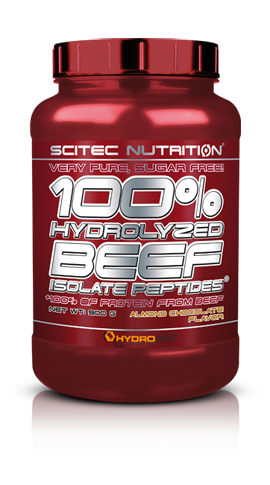 SCITEC NUTRITION®
VERY PURE, SUGAR FREE!
100%
HYDROLYZED
BEEF
ISOLATE PEPTIDES*
*100% OF PROTEIN FROM BEEF
NET WT: 900 G
ALMOND CHOCOLATE
FLAVOR